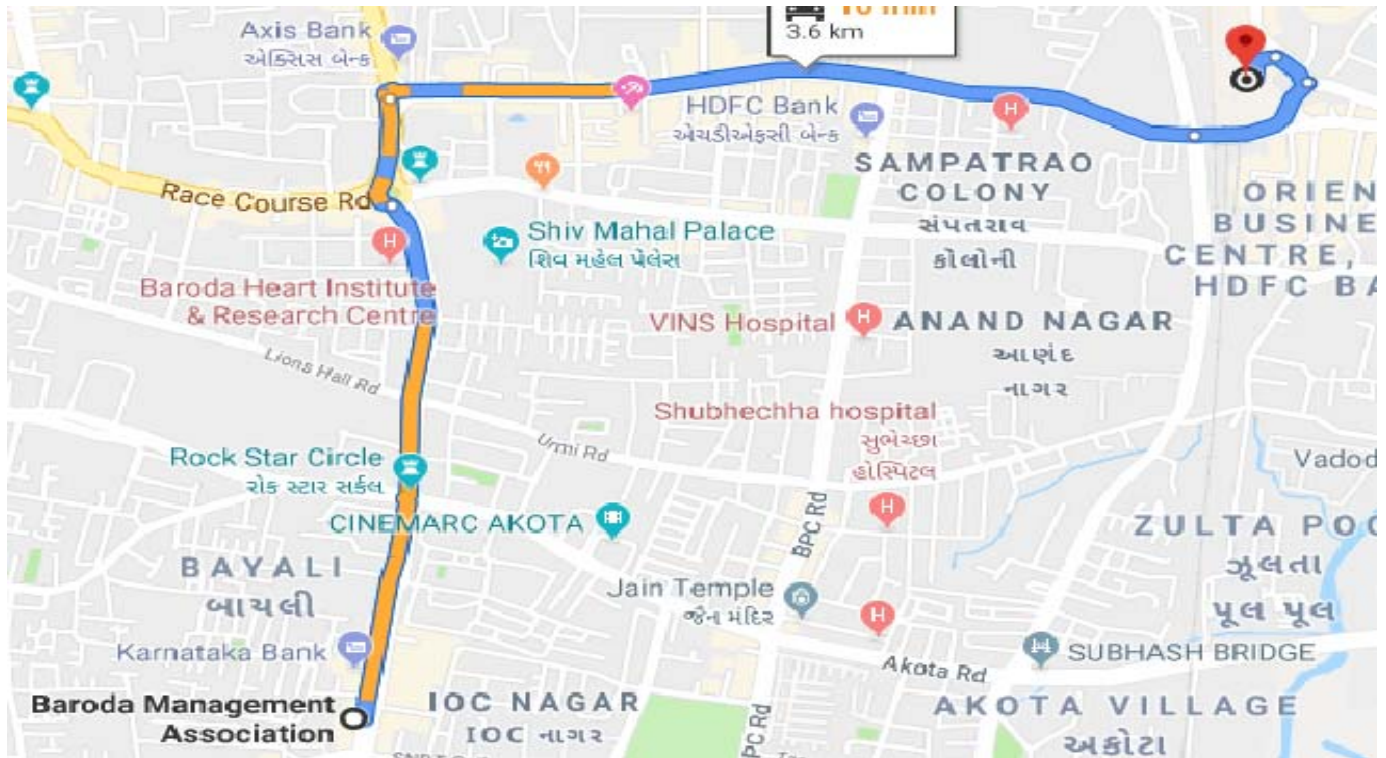 3.6 km
Axis Bank
એક્સિસ બેન્ક
HDFC Bank
એચડીએફસી બેન્ક
SAMPATRAO
COLONY
સંપતરાવ
કોલોની
Race Course Rd
ORIEN
BUSINE
CENTRE,
HDFC BA
Shiv Mahal Palace
શિવ મહેલ પેલેસ
Baroda Heart Institute
& Research Centre
VINS Hospital
ANAND NAGAR
આણંદ
નાગર
Lions Hall Rd
Shubhechha hospital
સુભેચ્છા
હોસ્પિટલ
Urmi Rd
Rock Star Circle
રોક સ્ટાર સર્કલ
Vadod
CINEMARC AKOTA
BPC Rd
ZULTA POO
ઝૂલતા
પૂલ પૂલ
BAYALI
બાયલી
Jain Temple
જૈન મંદિર
Karnataka Bank
SUBHASH BRIDGE
Akota Rd
Baroda Management
Association
IOC NAGAR
IOC નાગર
PC Rd
AKOTA VILLAGE
અકોટા